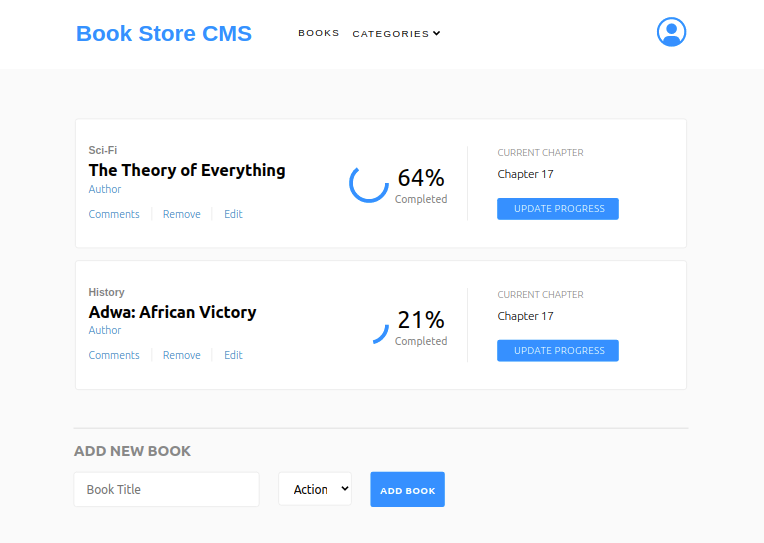 Book Store CMS
BOOKS CATEGORIES
Sci-Fi
The Theory of Everything
Author
Comments Remove Edit
64%
Completed
CURRENT CHAPTER
Chapter 17
UPDATE PROGRESS
History
Adwa: African Victory
Author
Comments Remove Edit
21%
Completed
CURRENT CHAPTER
Chapter 17
UPDATE PROGRESS
ADD NEW BOOK
Book Title
Action
ADD BOOK